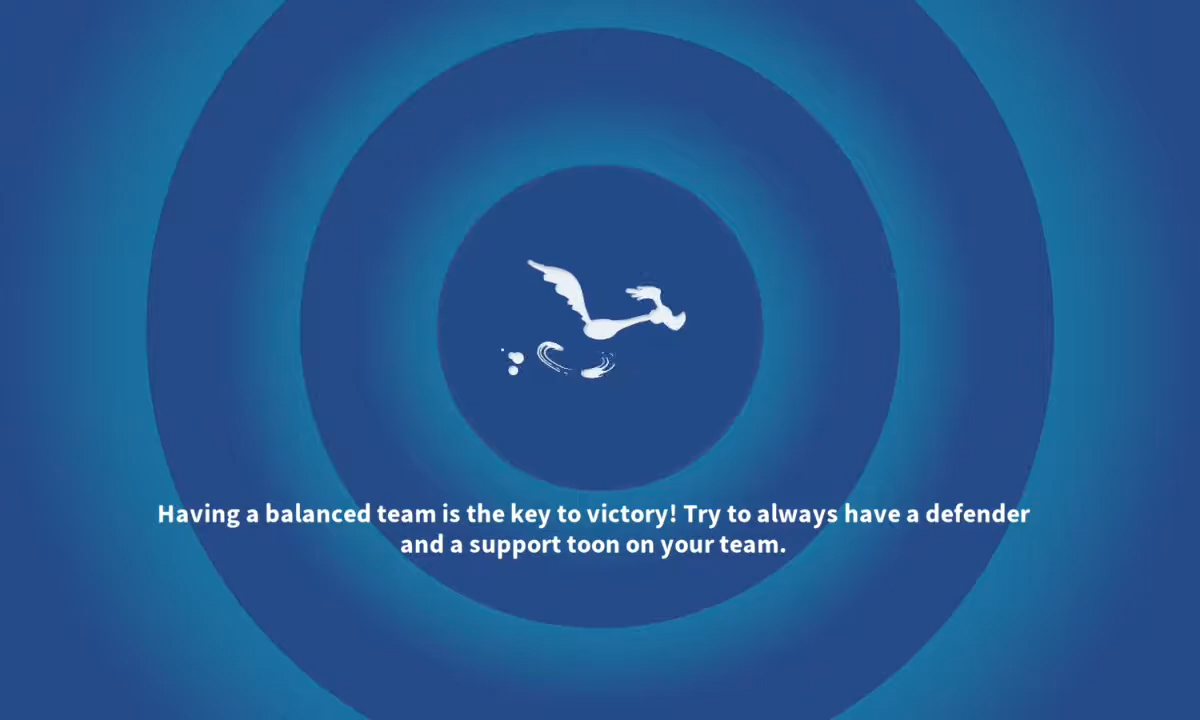 Having a balanced team is the key to victory! Try to always have a defender
and a support toon on your team.